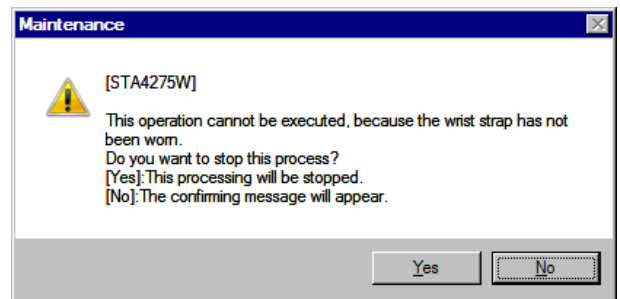 Maintenance
[STA4275W]
This operation cannot be executed, because the wrist strap has not
been worn.
Do you want to stop this process?
[Yes]:This processing will be stopped.
[No]:The confirming message will appear.
Yes
No